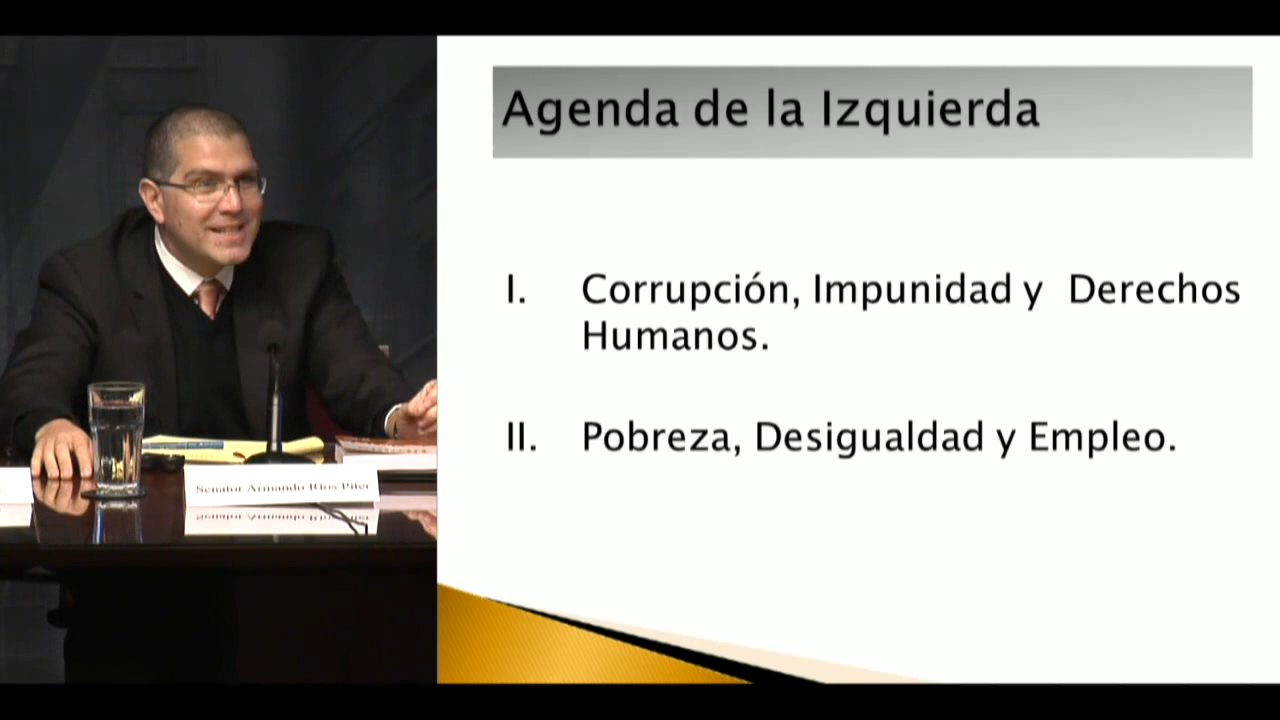 Agenda de la Izquierda
I. Corrupción, Impunidad y Derechos
Humanos.
II. Pobreza, Desigualdad y Empleo.
Senator Armando Ríos Piter